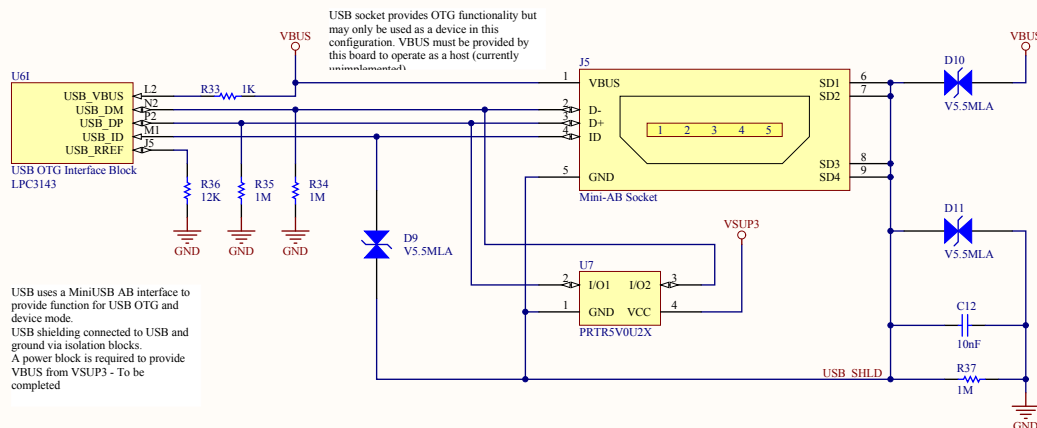 USB socket provides OTG functionality but
may only be used as a device in this
configuration. VBUS must be provided by
this board to operate as a host (currently
unimplemented)
VBUS
VBUS
U6I
L2
R33 1K
USB_VBUS
N2
USB_DM
P2
USB_DP
M1
USB_ID
J5
USB_RREF
USB OTG Interface Block
LPC3143
R36
12K
R35
1M
R34
1M
GND
GND
GND
J5
1
VBUS
2
D-
3
D+
4
ID
5
GND
1 2 3 4 5
SD1
6
SD2
7
SD3
8
SD4
9
Mini-AB Socket
D10
V5.5MLA
D11
V5.5MLA
D9
V5.5MLA
VSUP3
U7
2
I/O1
I/O2
3
1
GND
VCC
4
PRTR5V0U2X
C12
10nF
USB_SHLD
R37
1M
GND
USB uses a MiniUSB AB interface to
provide function for USB OTG and
device mode.
USB shielding connected to USB and
ground via isolation blocks.
A power block is required to provide
VBUS from VSUP3 - To be
completed